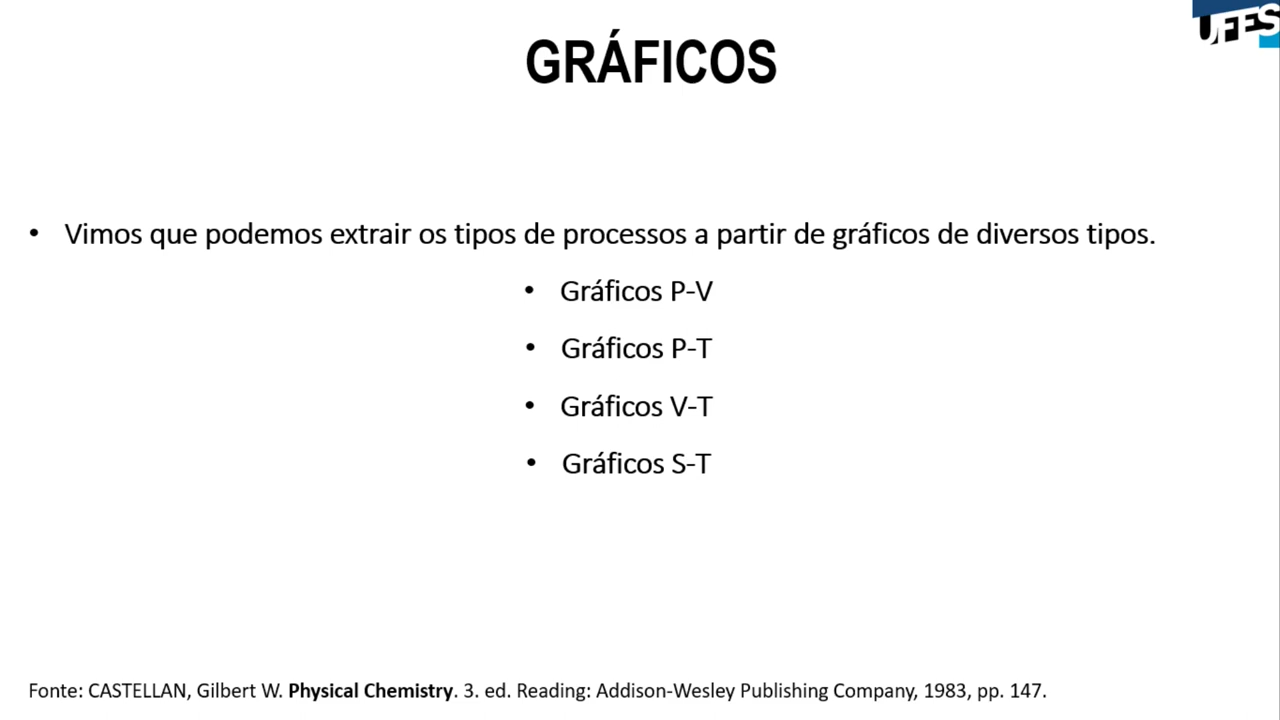 UFES
GRÁFICOS
• Vimos que podemos extrair os tipos de processos a partir de gráficos de diversos tipos.
• Gráficos P-V
• Gráficos P-T
• Gráficos V-T
• Gráficos S-T
Fonte: CASTELLAN, Gilbert W. Physical Chemistry. 3. ed. Reading: Addison-Wesley Publishing Company, 1983, pp. 147.